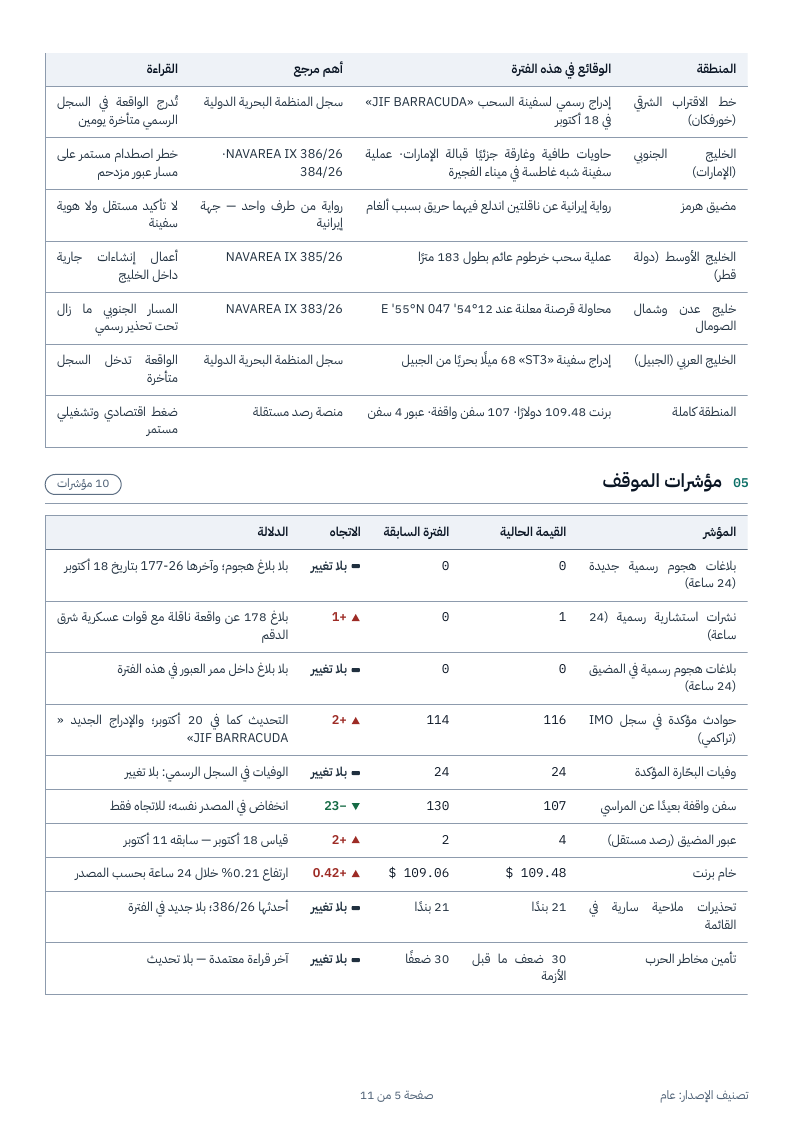 المنطقة الوقائع في هذه الفترة أهم مرجع القراءة
خط الاقتراب الشرقي إدراج رسمي لسفينة السحب «JIF BARRACUDA» سجل المنظمة البحرية الدولية تُدرج الواقعة في السجل
(خورفكان) في 18 أكتوبر الرسمي متأخرة يومين
الخليج الجنوبي حاويات طافية وغارقة جزئيًا قبالة الإمارات· عملية NAVAREA IX 386/26· خطر اصطدام مستمر على
(الإمارات) سفينة شبه غاطسة في ميناء الفجيرة 384/26 مسار عبور مزدحم
مضيق هرمز رواية إيرانية عن ناقلتين اندلع فيهما حريق بسبب ألغام رواية من طرف واحد — جهة لا تأكيد مستقل ولا هوية
إيرانية سفينة
الخليج الأوسط (دولة عملية سحب خرطوم عائم بطول 183 مترًا NAVAREA IX 385/26 أعمال إنشاءات جارية
قطر) داخل الخليج
خليج عدن وشمال محاولة قرصنة معلنة عند 12°54' N 047°55' E NAVAREA IX 383/26 المسار الجنوبي ما زال
الصومال تحت تحذير رسمي
الخليج العربي (الجبيل) إدراج سفينة «ST3» 68 ميلًا بحريًا من الجبيل سجل المنظمة البحرية الدولية الواقعة تدخل السجل
متأخرة
المنطقة كاملة برنت 109.48 دولارًا· 107 سفن واقفة· عبور 4 سفن منصة رصد مستقلة ضغط اقتصادي وتشغيلي
مستمر
05 مؤشرات الموقف 10 مؤشرات
المؤشر القيمة الحالية الفترة السابقة الاتجاه الدلالة
بلاغات هجوم رسمية جديدة 0 0 ▬ بلا تغيير بلا بلاغ هجوم؛ وآخرها 26-177 بتاريخ 18 أكتوبر
(24 ساعة)
نشرات استشارية رسمية (24 1 0 ▲ +1 بلاغ 178 عن واقعة ناقلة مع قوات عسكرية شرق
ساعة) الدقم
بلاغات هجوم رسمية في المضيق 0 0 ▬ بلا تغيير بلا بلاغ داخل ممر العبور في هذه الفترة
(24 ساعة)
حوادث مؤكدة في سجل IMO 116 114 ▲ +2 التحديث كما في 20 أكتوبر؛ والإدراج الجديد «
(تراكمي) JIF BARRACUDA»
وفيات البحّارة المؤكدة 24 24 ▬ بلا تغيير الوفيات في السجل الرسمي: بلا تغيير
سفن واقفة بعيدًا عن المراسي 107 130 ▼ −23 انخفاض في المصدر نفسه؛ للاتجاه فقط
عبور المضيق (رصد مستقل) 4 2 ▲ +2 قياس 18 أكتوبر — سابقه 11 أكتوبر
خام برنت 109.48 $ 109.06 $ ▲ +0.42 ارتفاع 0.21% خلال 24 ساعة بحسب المصدر
تحذيرات ملاحية سارية في 21 بندًا 21 بندًا ▬ بلا تغيير أحدثها 386/26؛ بلا جديد في الفترة
القائمة
تأمين مخاطر الحرب 30 ضعف ما قبل 30 ضعفًا ▬ بلا تغيير آخر قراءة معتمدة — بلا تحديث
الأزمة
تصنيف الإصدار: عام صفحة 5 من 11